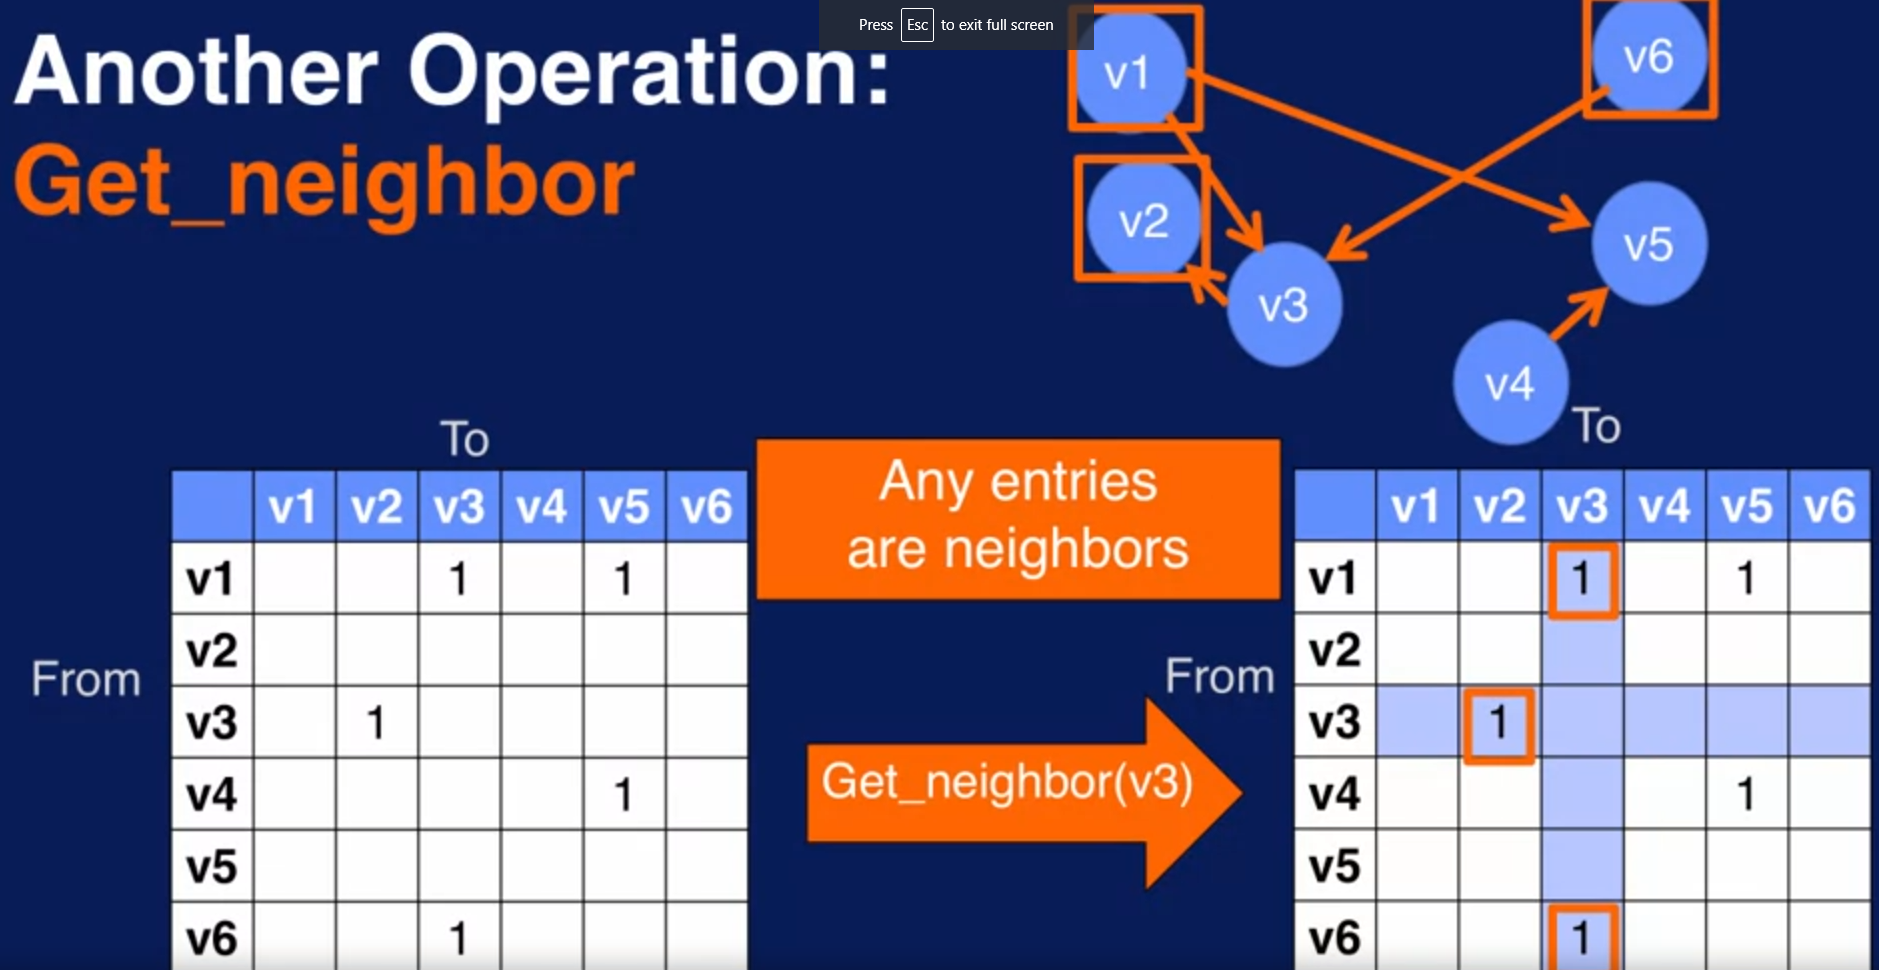 Press Esc to exit full screen
Another Operation:
Get_neighbor
v1
v6
v2
v5
v3
v4
To
v1 v2 v3 v4 v5 v6
v1 1 1
v2
From
v3 1
v4 1
v5
v6 1
Any entries
are neighbors
Get_neighbor(v3)
To
v1 v2 v3 v4 v5 v6
v1 1 1
v2
From
v3 1
v4 1
v5
v6 1